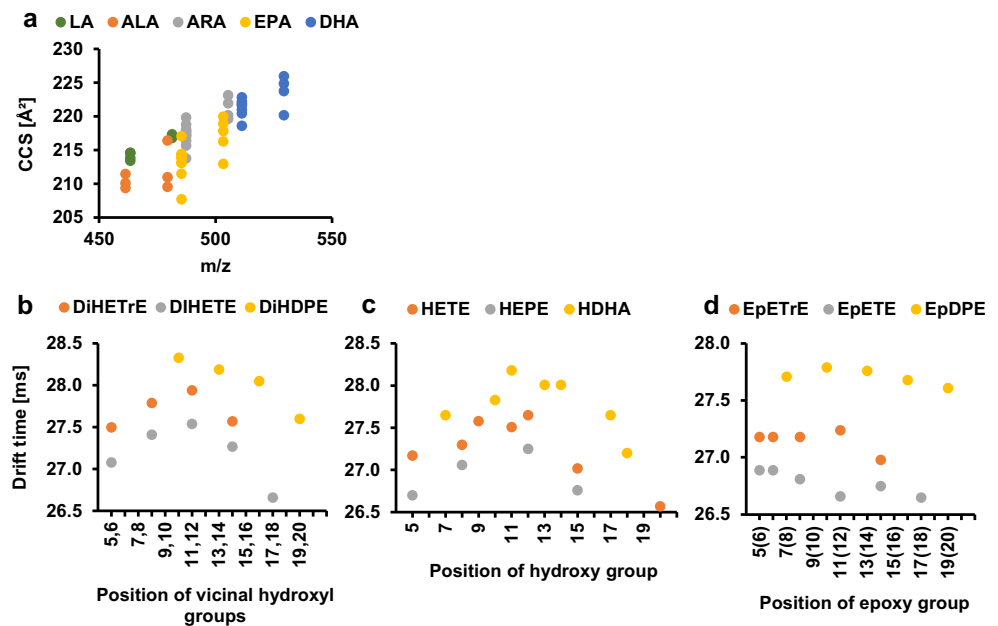 a
LA ALA ARA EPA DHA
230
225
220
215
210
205
CCS [Å²]
450 500 550
m/z
b
DiHETrE DIHETE DiHDPE
28.5
28.0
27.5
27.0
26.5
Drift time [ms]
5,6 7,8 9,10 11,12 13,14 15,16 17,18 19,20
Position of vicinal hydroxyl
groups
c
HETE HEPE HDHA
28.5
28.0
27.5
27.0
26.5
5 7 9 11 13 15 17 19
Position of hydroxy group
d
EpETrE EpETE EpDPE
28.0
27.5
27.0
26.5
5(6) 7(8) 9(10) 11(12) 13(14) 15(16) 17(18) 19(20)
Position of epoxy group